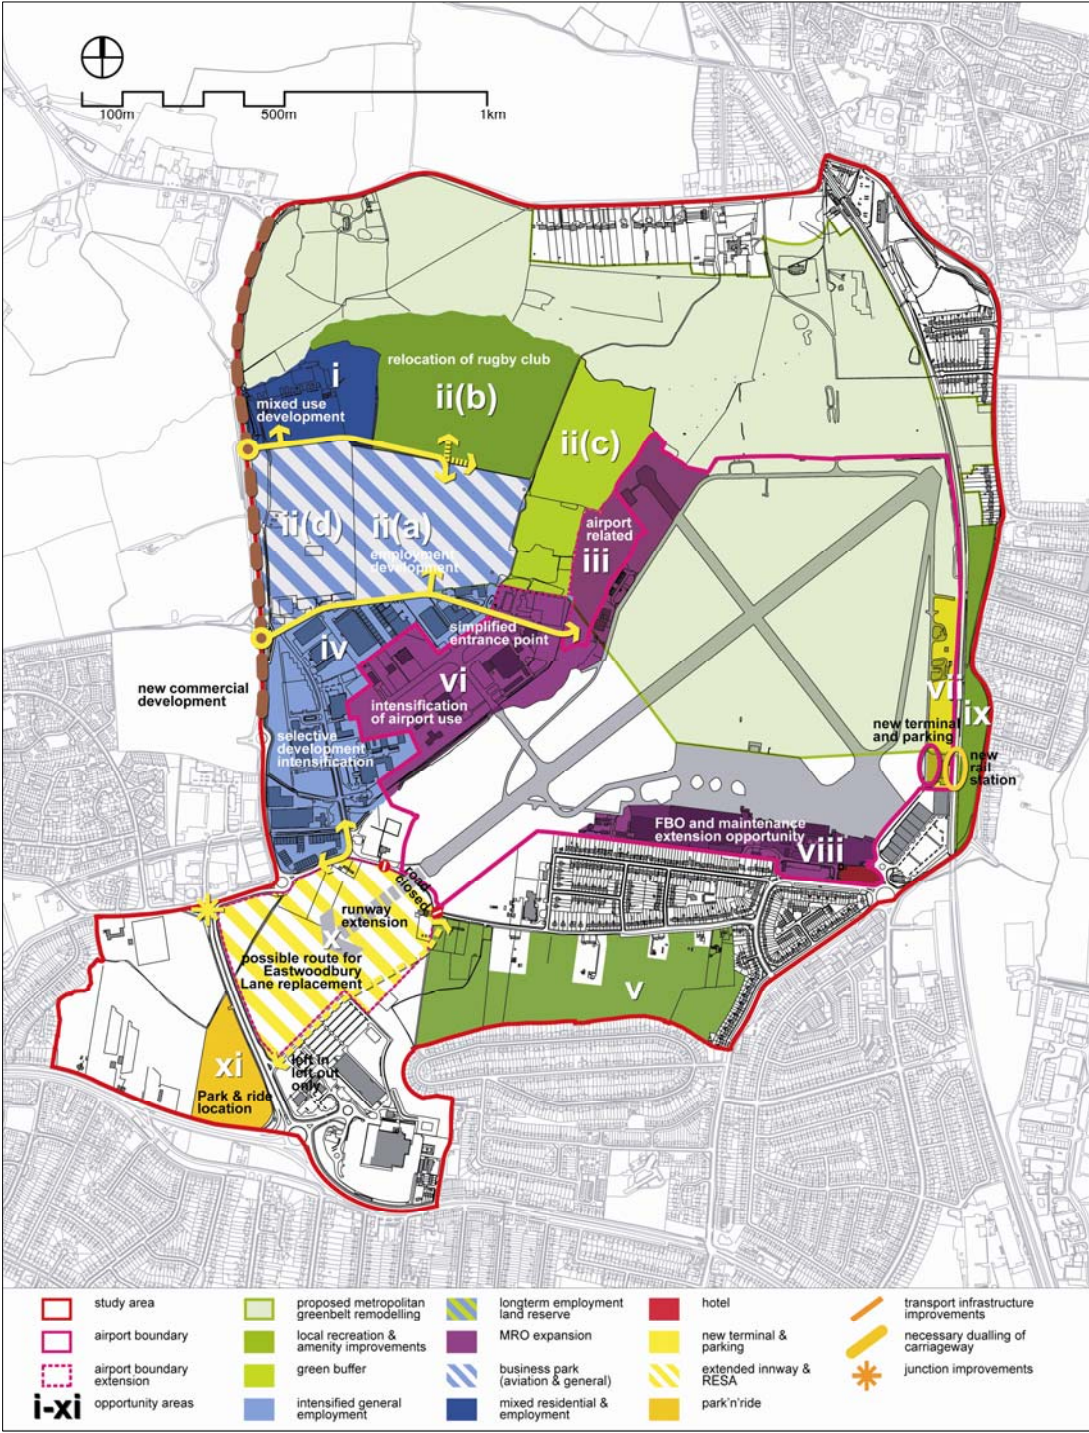 100m
500m
1km
relocation of rugby club
i
ii(b)
mixed use
development
ii(c)
ii(d)
ii(a)
employment
development
airport
related
iii
simplified
entrance point
iv
vi
intensification
of airport use
new commercial
development
selective
development
intensification
vii
ix
new terminal
and parking
new
rail
station
FBO and maintenance
extension opportunity
viii
road
closed
runway
extension
x
possible route for
Eastwoodbury
Lane replacement
v
xi
left in
left out
only
Park & ride
location
study area
airport boundary
airport boundary
extension
i-xi
opportunity areas
proposed metropolitan
greenbelt remodelling
local recreation &
amenity improvements
green buffer
intensified general
employment
longterm employment
land reserve
MRO expansion
business park
(aviation & general)
mixed residential &
employment
hotel
new terminal &
parking
extended innway &
RESA
park'n'ride
transport infrastructure
improvements
necessary dualling of
carriageway
junction improvements